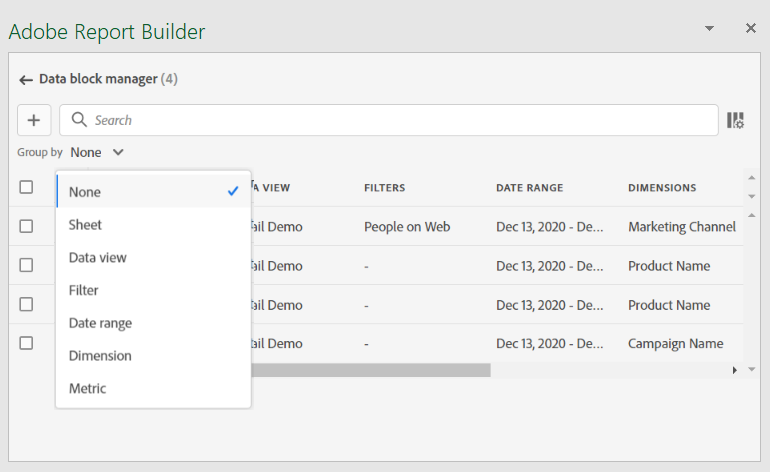 Adobe Report Builder
Data block manager (4)
Search
Group by None
None
Sheet
Data view
Filter
Date range
Dimension
Metric
A VIEW FILTERS DATE RANGE DIMENSIONS
ail Demo People on Web Dec 13, 2020 - De... Marketing Channel
ail Demo - Dec 13, 2020 - De... Product Name
ail Demo - Dec 13, 2020 - De... Product Name
ail Demo - Dec 13, 2020 - De... Campaign Name